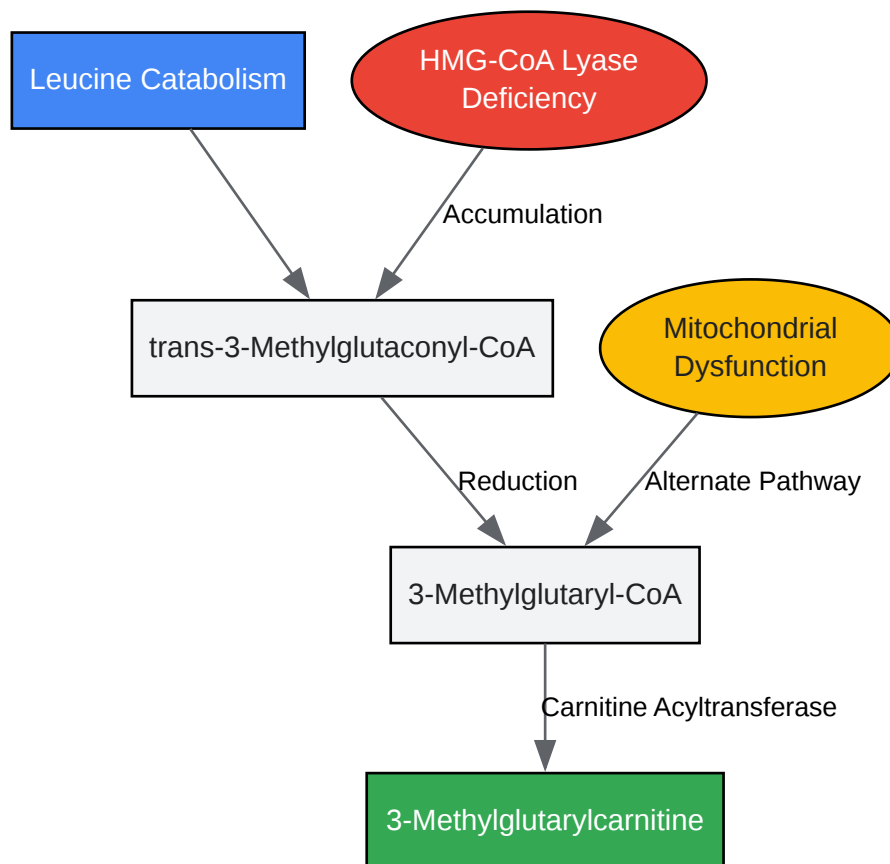 Leucine Catabolism
HMG-CoA Lyase
Deficiency
Accumulation
trans-3-Methylglutaconyl-CoA
Mitochondrial
Dysfunction
Reduction
Alternate Pathway
3-Methylglutaryl-CoA
Carnitine Acyltransferase
3-Methylglutarylcarnitine